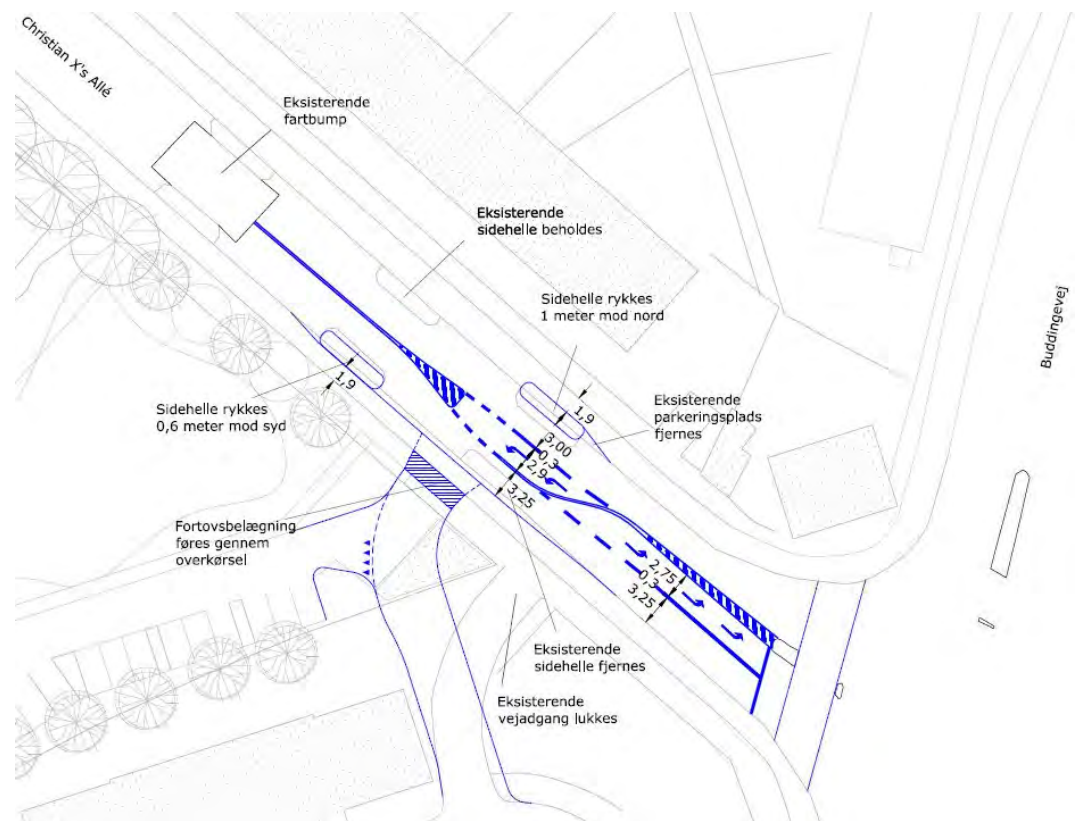 Christian X's Allé
Eksisterende
fartbump
Eksisterende
sidehelle beholdes
Sidehelle rykkes
1 meter mod nord
Buddingevej
1,9
Sidehelle rykkes
0,6 meter mod syd
1,9
Eksisterende
parkeringsplads
fjernes
3,00
0,3
2,9
3,25
Fortovsbelægning
føres gennem
overkørsel
2,75
0,3
3,25
Eksisterende
sidehelle fjernes
Eksisterende
vejadgang lukkes